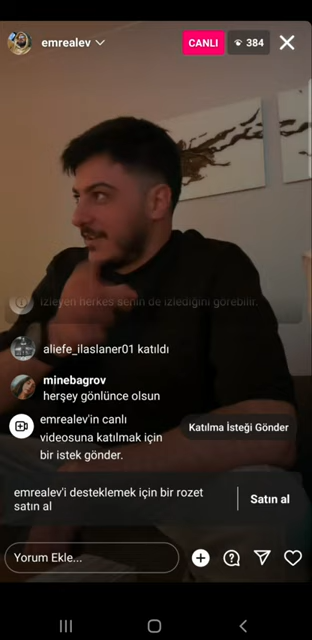 emrealev
CANLI
384
İzleyen herkes senin de izlediğini görebilir.
aliefe_ilaslaner01 katıldı
minebagrov
herşey gönlünce olsun
emrealev'in canlı
videosuna katılmak için
bir istek gönder.
Katılma İsteği Gönder
emrealev'i desteklemek için bir rozet
satın al
Satın al
Yorum Ekle...